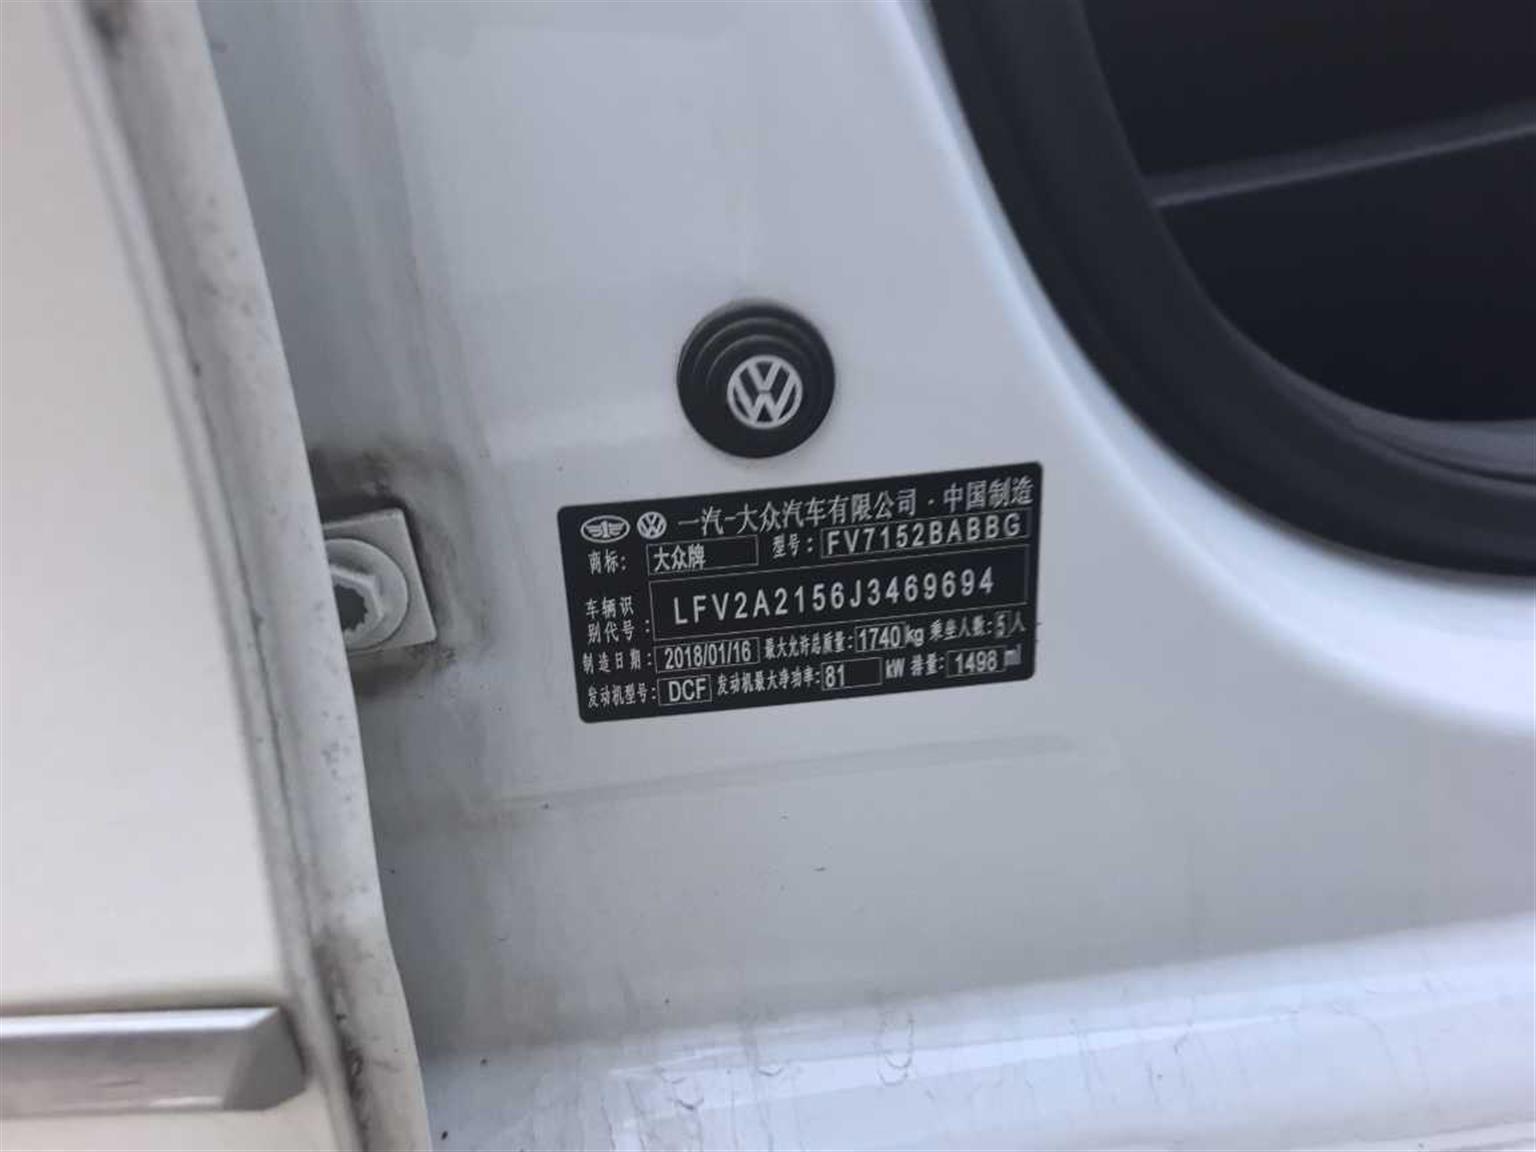 一汽-大众汽车有限公司·中国制造
商标: 大众牌 型号: FV7152BABBG
车辆识别代号: LFV2A2156J3469694
制造日期: 2018/01/16 最大允许总质量: 1740 kg 乘坐人数: 5 人
发动机型号: DCF 发动机最大净功率: 81 kW 排量: 1498 ml